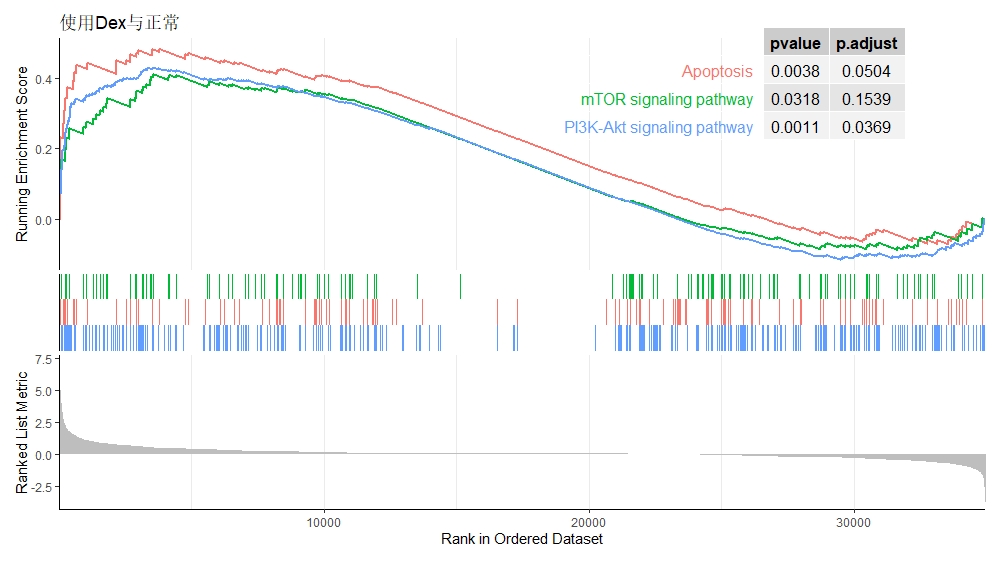 使用Dex与正常
pvalue p.adjust
Apoptosis 0.0038 0.0504
mTOR signaling pathway 0.0318 0.1539
PI3K-Akt signaling pathway 0.0011 0.0369
Running Enrichment Score
0.4
0.2
0.0
Ranked List Metric
7.5
5.0
2.5
0.0
-2.5
10000 20000 30000
Rank in Ordered Dataset